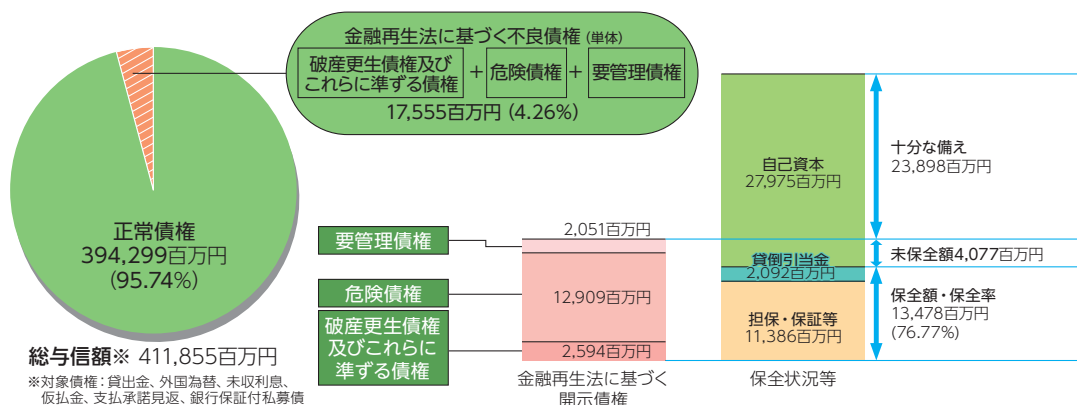 金融再生法に基づく不良債権 (単体)
破産更生債権及び
これらに準ずる債権
+
危険債権
+
要管理債権
17,555百万円 (4.26%)
正常債権
394,299百万円
(95.74%)
総与信額※ 411,855百万円
※対象債権：貸出金、外国為替、未収利息、
仮払金、支払承諾見返、銀行保証付私募債
要管理債権
危険債権
破産更生債権
及びこれらに
準ずる債権
2,051百万円
12,909百万円
2,594百万円
金融再生法に基づく
開示債権
自己資本
27,975百万円
貸倒引当金
2,092百万円
担保・保証等
11,386百万円
保全状況等
十分な備え
23,898百万円
未保全額4,077百万円
保全額・保全率
13,478百万円
(76.77%)